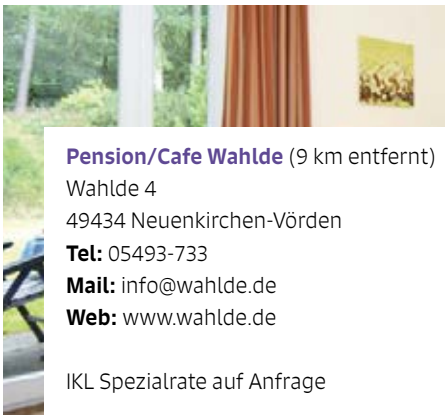 Pension/Cafe Wahlde (9 km entfernt)
Wahlde 4
49434 Neuenkirchen-Vörden
Tel: 05493-733
Mail: info@wahlde.de
Web: www.wahlde.de
IKL Spezialrate auf Anfrage